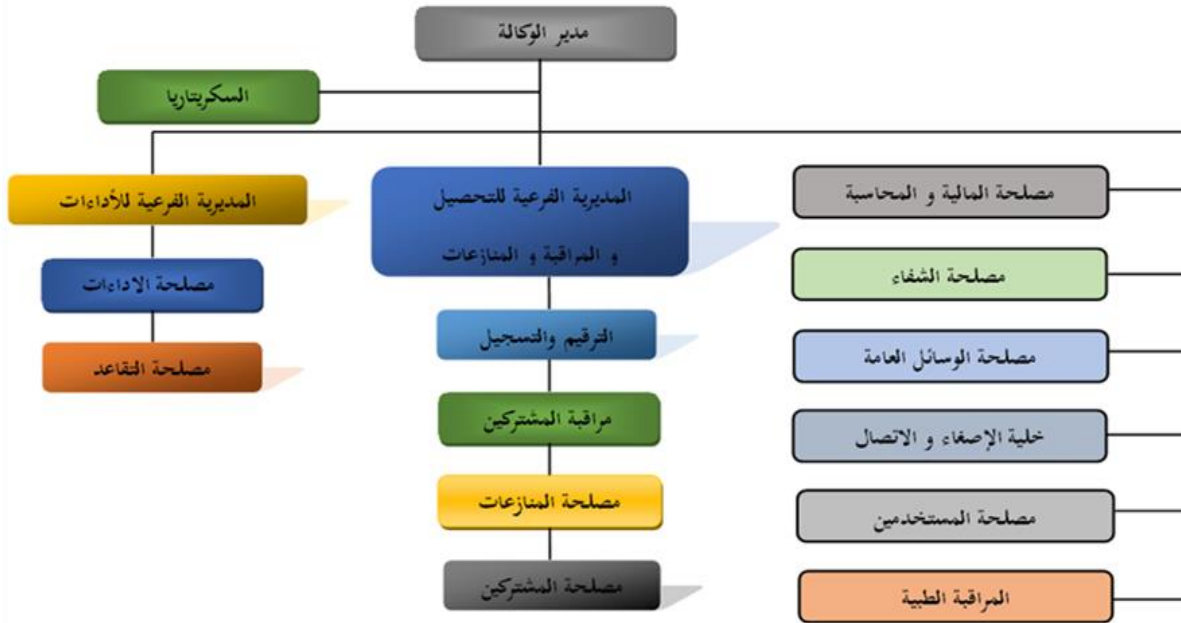 مدير الوكالة
السكريتاريا
المديرية الفرعية للأداءات
مصلحة الاداءات
مصلحة التقاعد
المديرية الفرعية للتحصيل
و المراقبة و المنازعات
الترقيم والتسجيل
مراقبة المشتركين
مصلحة المنازعات
مصلحة المشتركين
مصلحة المالية و المحاسبة
مصلحة الشفاء
مصلحة الوسائل العامة
خلية الإصغاء و الاتصال
مصلحة المستخدمين
المراقبة الطبية